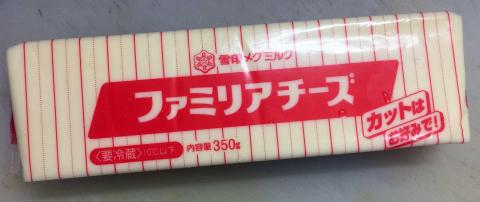 雪印メグミルク
ファミリアチーズ
カットは
お好みで!
〈要冷蔵〉10℃以下
内容量350g